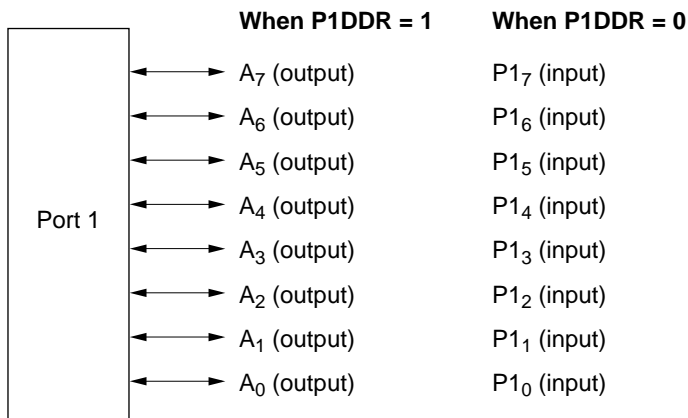 When P1DDR = 1 When P1DDR = 0
A₇ (output) P1₇ (input)
A₆ (output) P1₆ (input)
A₅ (output) P1₅ (input)
Port 1 A₄ (output) P1₄ (input)
A₃ (output) P1₃ (input)
A₂ (output) P1₂ (input)
A₁ (output) P1₁ (input)
A₀ (output) P1₀ (input)